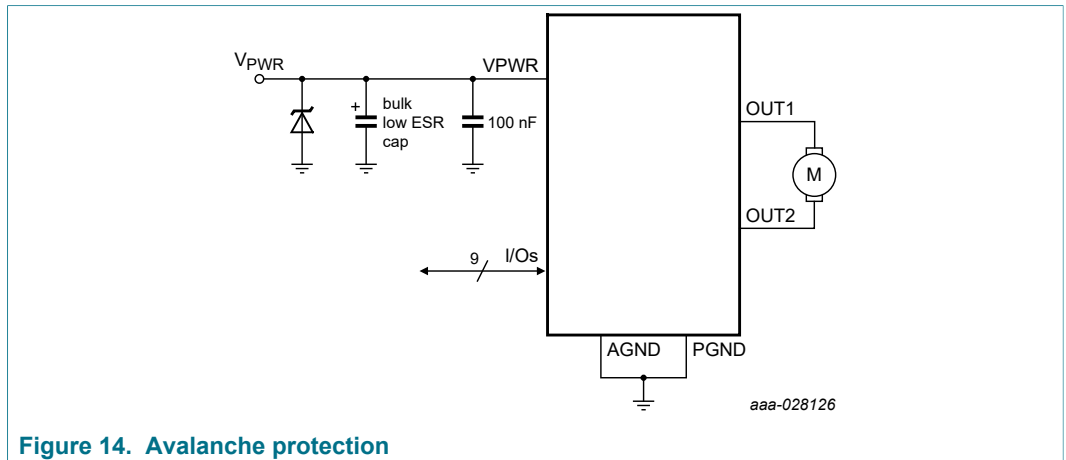 VPWR
VPWR
bulk
low ESR
cap
+
100 nF
OUT1
M
OUT2
9
I/Os
AGND
PGND
aaa-028126
Figure 14. Avalanche protection